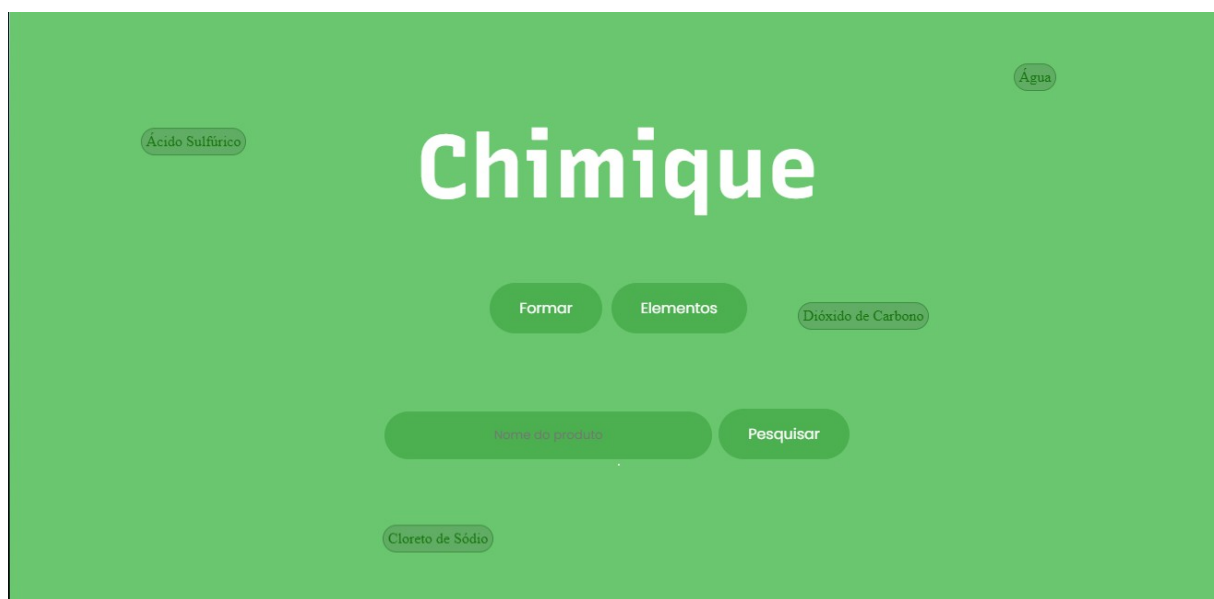 Água
Ácido Sulfúrico
Chimique
Formar
Elementos
Dióxido de Carbono
Nome do produto
Pesquisar
Cloreto de Sódio